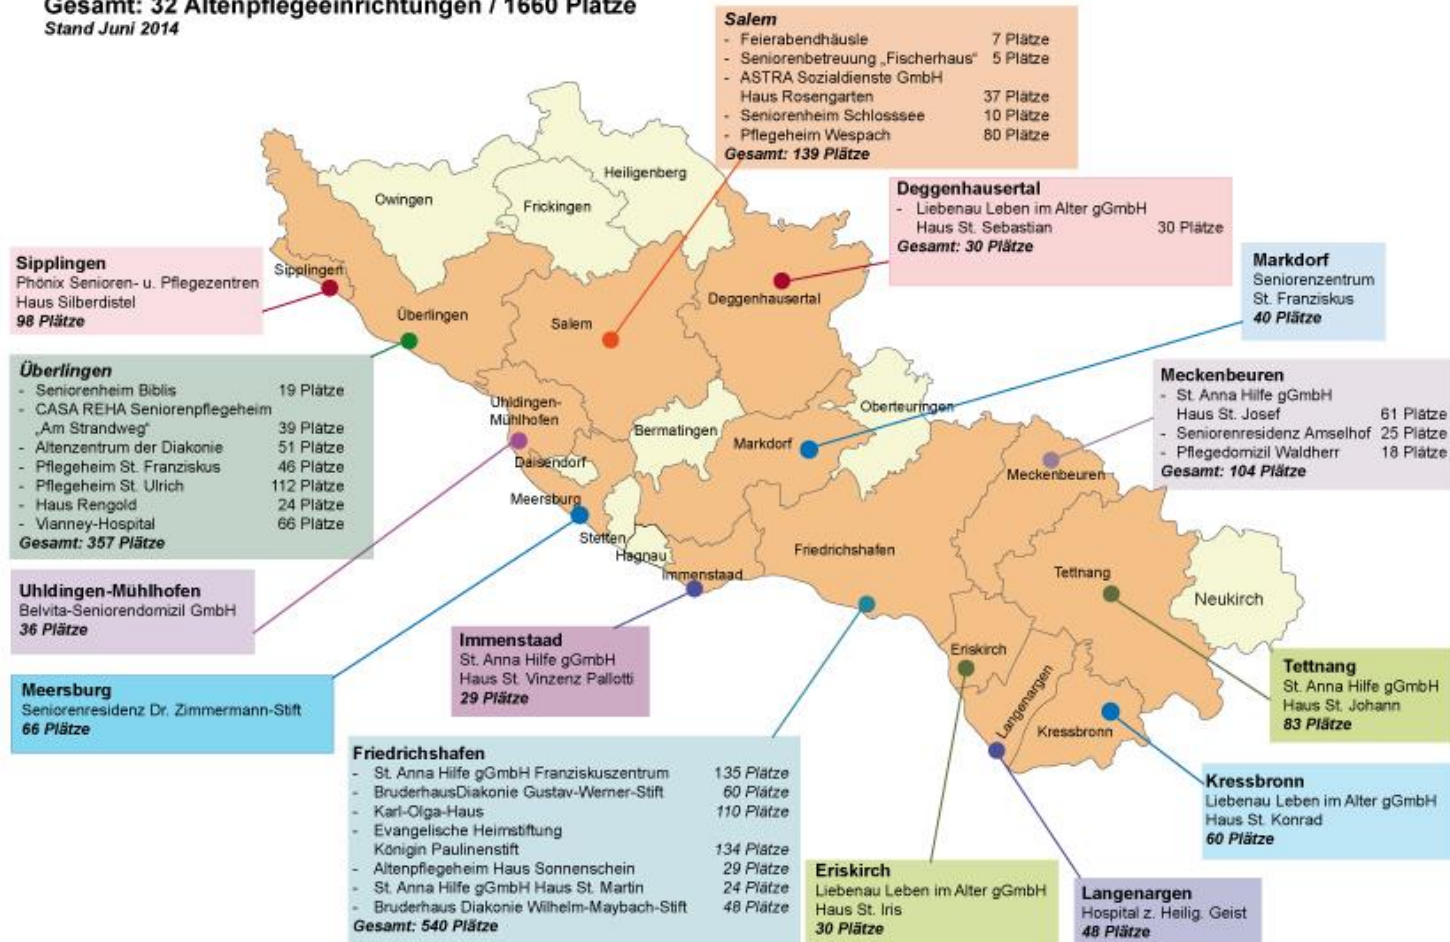 Gesamt: 32 Altenpflegeeinrichtungen / 1660 Plätze
Stand Juni 2014
Salem
- Feierabendhäusle 7 Plätze
- Seniorenbetreuung „Fischerhaus" 5 Plätze
- ASTRA Sozialdienste GmbH
Haus Rosengarten 37 Plätze
- Seniorenheim Schlosssee 10 Plätze
- Pflegeheim Wespach 80 Plätze
Gesamt: 139 Plätze
Deggenhausertal
- Liebenau Leben im Alter gGmbH
Haus St. Sebastian 30 Plätze
Gesamt: 30 Plätze
Markdorf
Seniorenzentrum
St. Franziskus
40 Plätze
Sipplingen
Phönix Senioren- u. Pflegezentren
Haus Silberdistel
98 Plätze
Überlingen
- Seniorenheim Biblis 19 Plätze
- CASA REHA Seniorenpflegeheim
„Am Strandweg" 39 Plätze
- Altenzentrum der Diakonie 51 Plätze
- Pflegeheim St. Franziskus 46 Plätze
- Pflegeheim St. Ulrich 112 Plätze
- Haus Rengold 24 Plätze
- Vianney-Hospital 66 Plätze
Gesamt: 357 Plätze
Meckenbeuren
- St. Anna Hilfe gGmbH
Haus St. Josef 61 Plätze
- Seniorenresidenz Amselhof 25 Plätze
- Pflegedomizil Waldherr 18 Plätze
Gesamt: 104 Plätze
Uhldingen-Mühlhofen
Belvita-Seniorendomizil GmbH
36 Plätze
Meersburg
Seniorenresidenz Dr. Zimmermann-Stift
66 Plätze
Immenstaad
St. Anna Hilfe gGmbH
Haus St. Vinzenz Pallotti
29 Plätze
Friedrichshafen
- St. Anna Hilfe gGmbH Franziskuszentrum 135 Plätze
- BruderhausDiakonie Gustav-Werner-Stift 60 Plätze
- Karl-Olga-Haus 110 Plätze
- Evangelische Heimstiftung
Königin Paulinenstift 134 Plätze
- Altenpflegeheim Haus Sonnenschein 29 Plätze
- St. Anna Hilfe gGmbH Haus St. Martin 24 Plätze
- Bruderhaus Diakonie Wilhelm-Maybach-Stift 48 Plätze
Gesamt: 540 Plätze
Eriskirch
Liebenau Leben im Alter gGmbH
Haus St. Iris
30 Plätze
Langenargen
Hospital z. Heilig. Geist
48 Plätze
Kressbronn
Liebenau Leben im Alter gGmbH
Haus St. Konrad
60 Plätze
Tettnang
St. Anna Hilfe gGmbH
Haus St. Johann
83 Plätze
Owingen
Frickingen
Heiligenberg
Sipplingen
Überlingen
Salem
Deggenhausertal
Uhldingen-
Mühlhofen
Bermatingen
Markdorf
Oberteuringen
Daisendorf
Meersburg
Stetten
Hagnau
Immenstaad
Friedrichshafen
Meckenbeuren
Tettnang
Neukirch
Eriskirch
Langenargen
Kressbronn